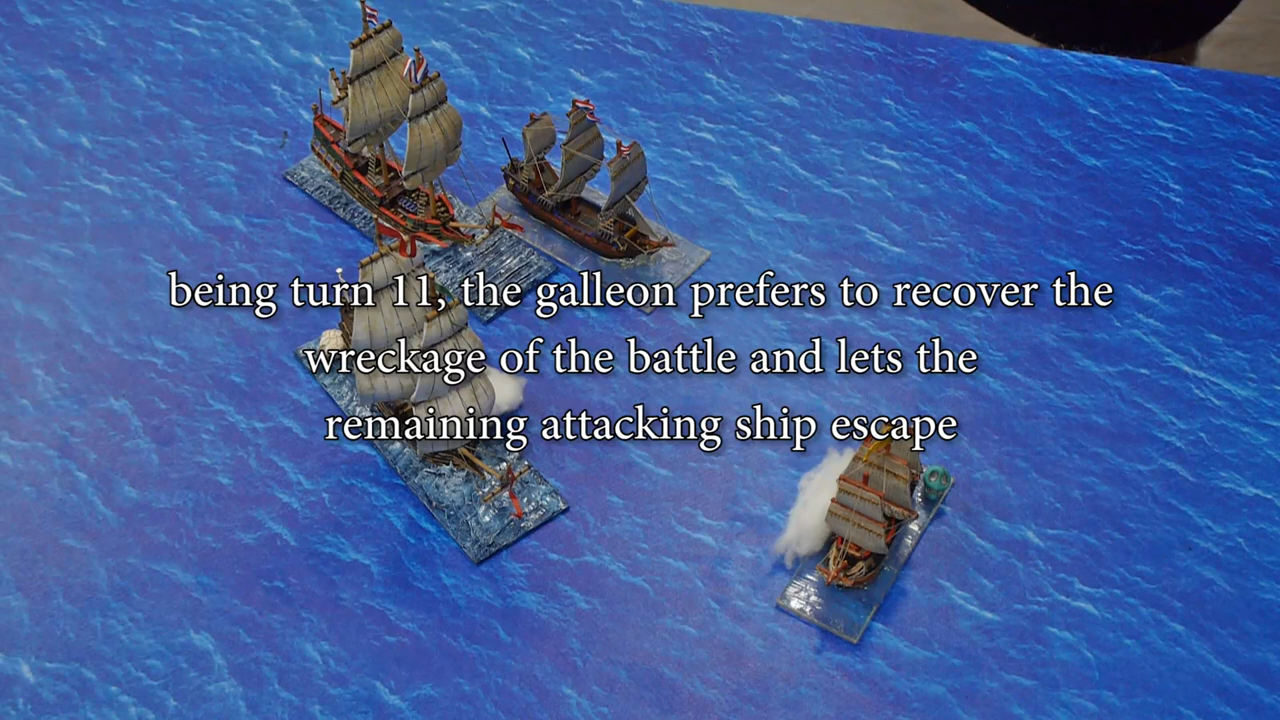 being turn 11, the galleon prefers to recover the
wreckage of the battle and lets the
remaining attacking ship escape